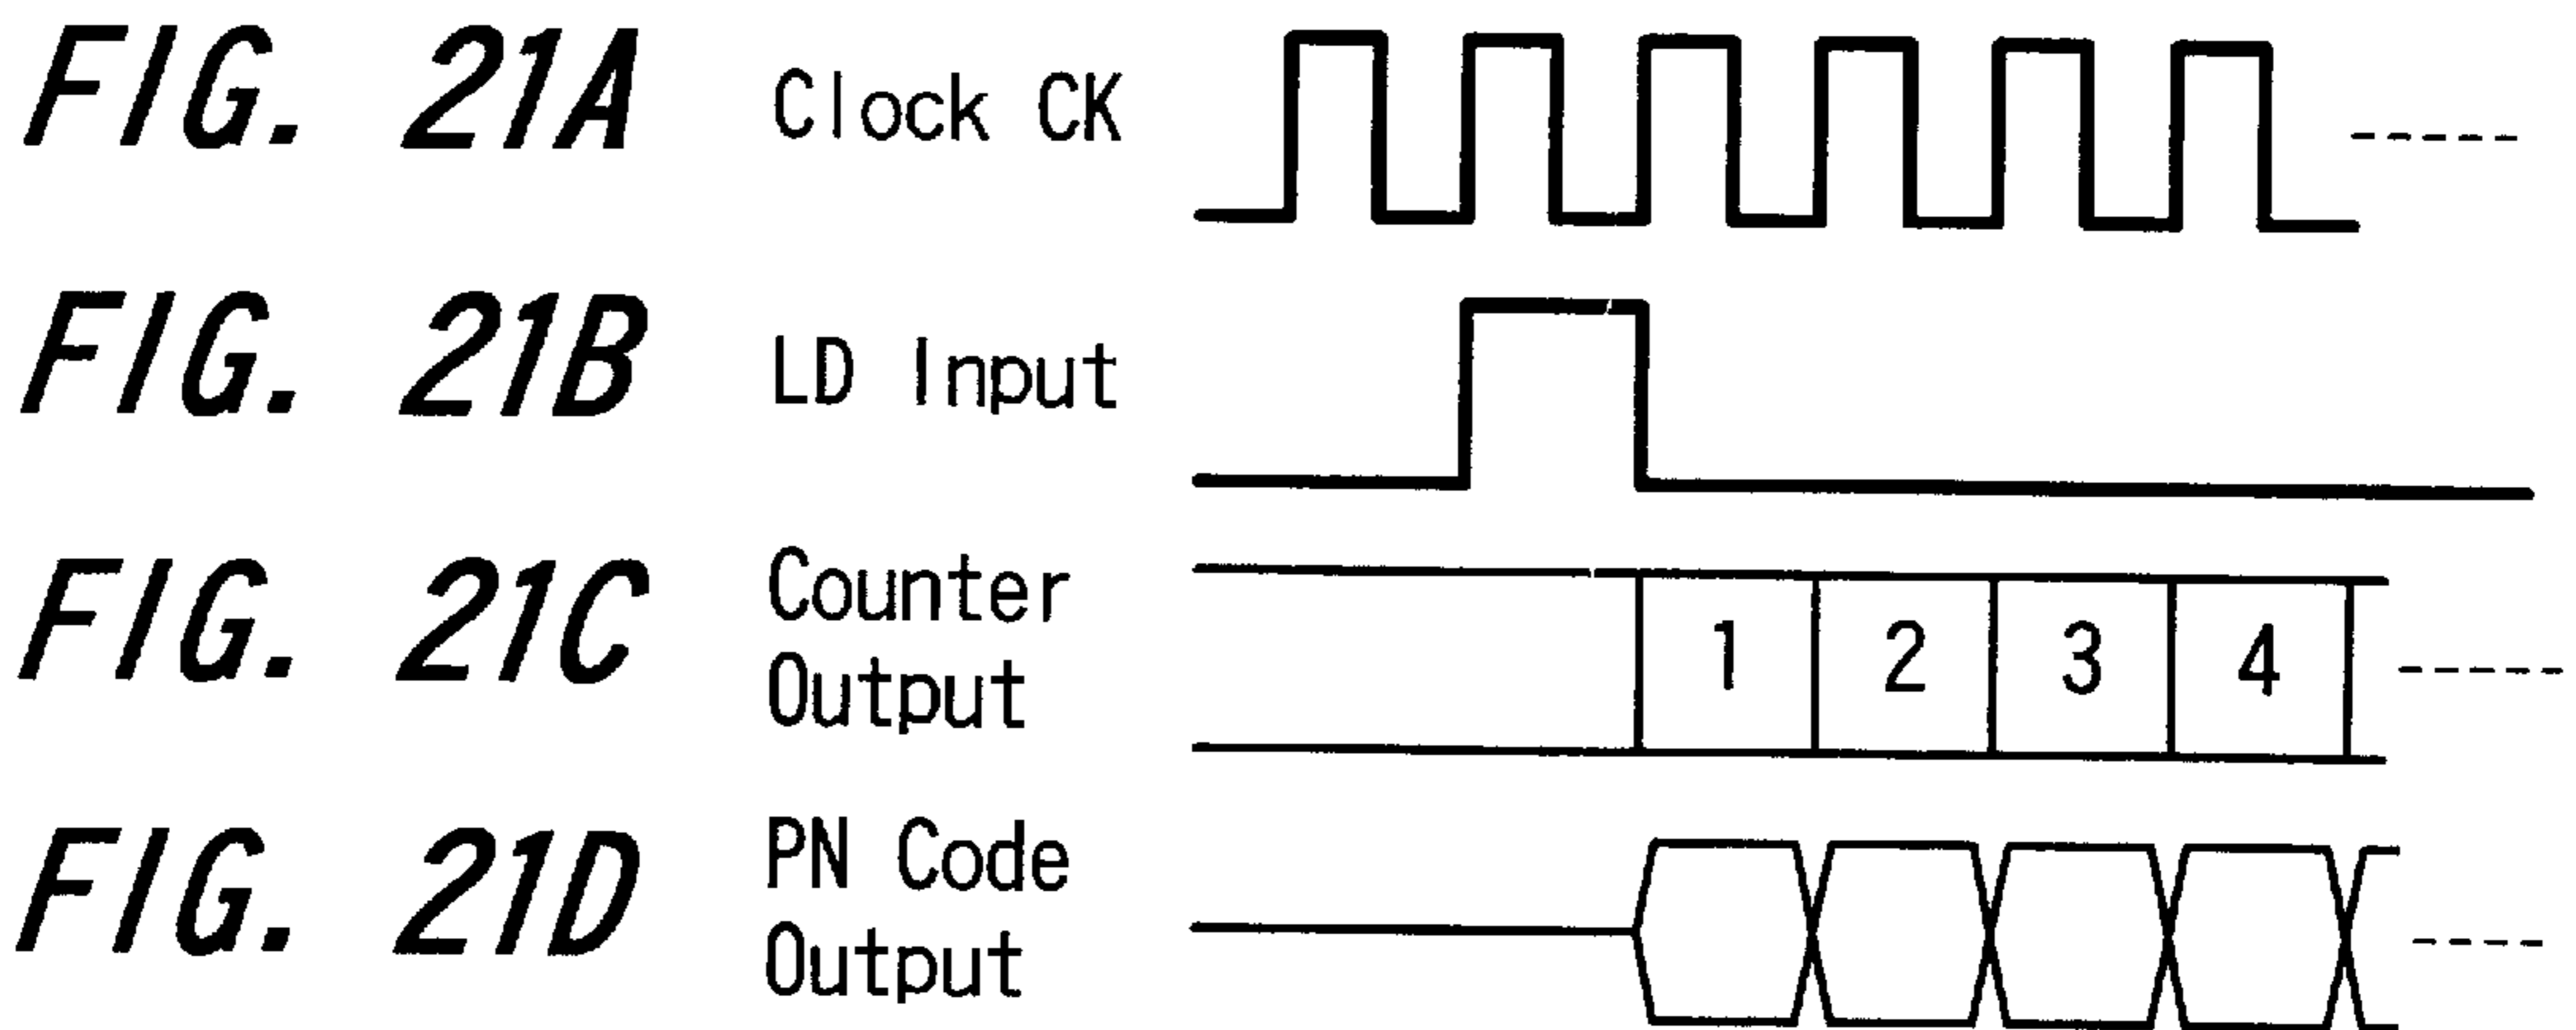 FIG. 21A Clock CK
FIG. 21B LD Input
FIG. 21C Counter
Output
1 2 3 4
FIG. 21D PN Code
Output